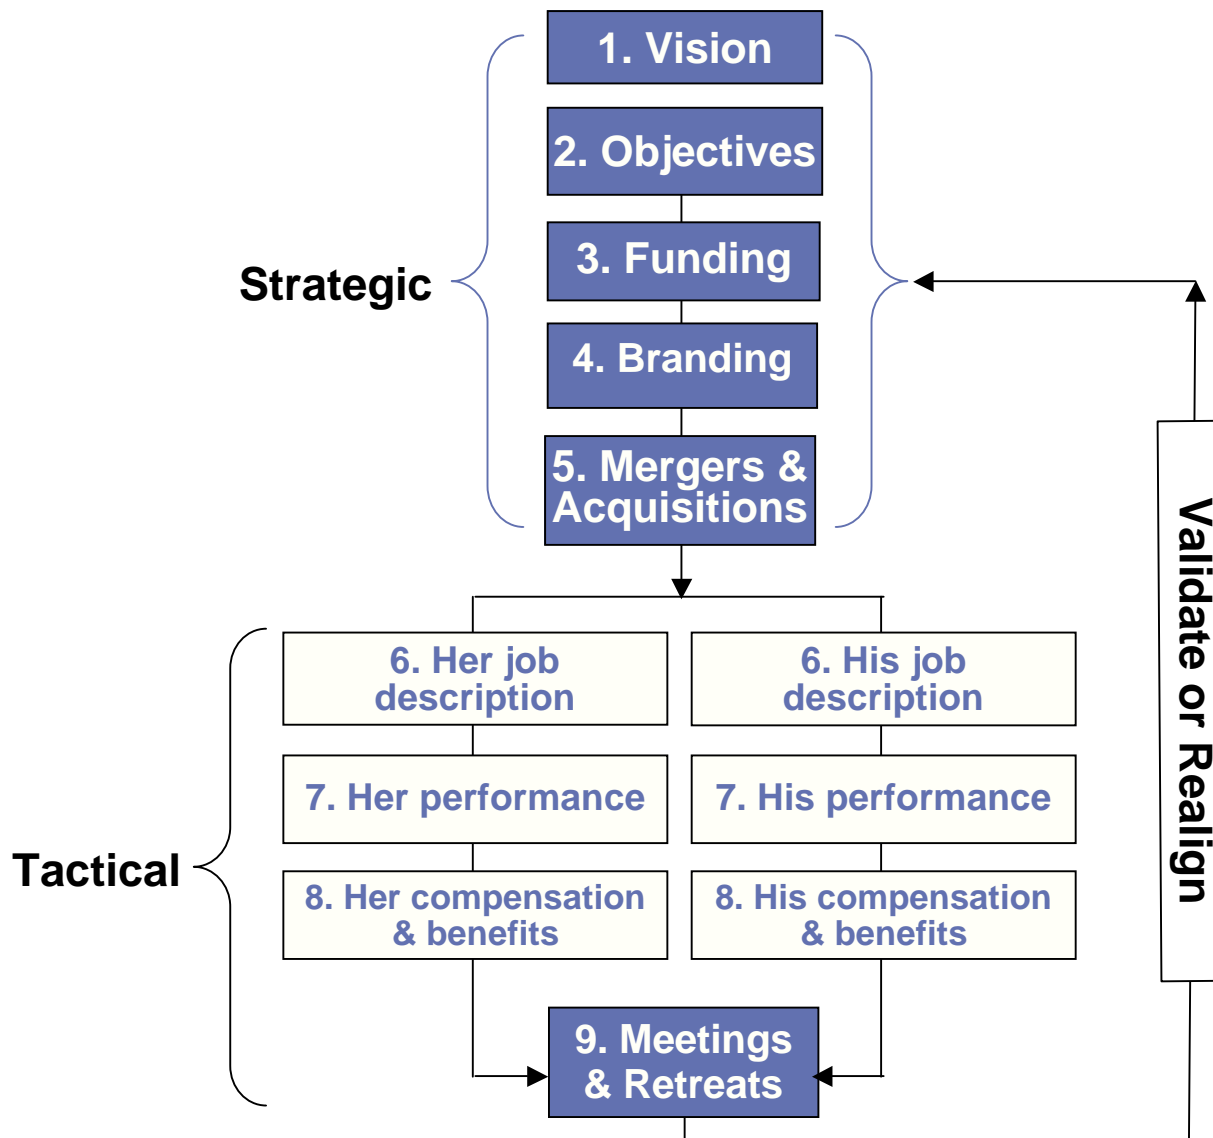 1. Vision
2. Objectives
3. Funding
Strategic
4. Branding
5. Mergers &
Acquisitions
Validate or Realign
6. Her job
description
6. His job
description
7. Her performance
7. His performance
Tactical
8. Her compensation
& benefits
8. His compensation
& benefits
9. Meetings
& Retreats